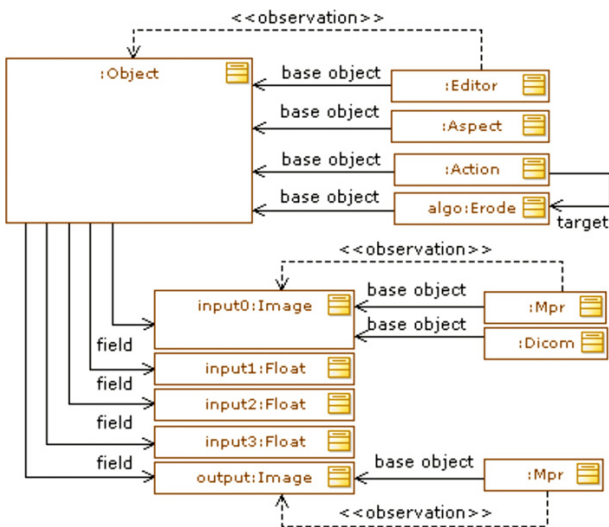 <<observation>>
:Object
base object
:Editor
base object
:Aspect
base object
:Action
base object
algo:Erode
target
<<observation>>
input0:Image
base object
:Mpr
base object
:Dicom
field
input1:Float
field
input2:Float
field
input3:Float
field
output:Image
base object
:Mpr
<<observation>>